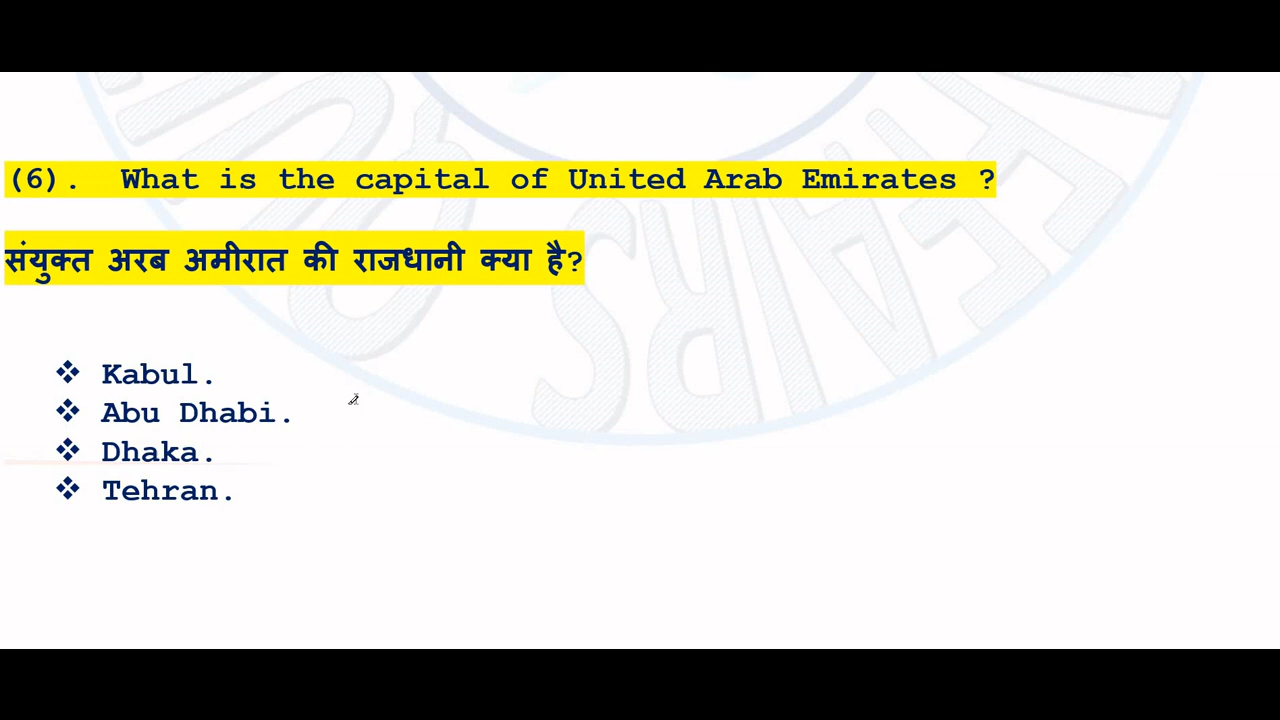 (6). What is the capital of United Arab Emirates ?
संयुक्त अरब अमीरात की राजधानी क्या है?
❖ Kabul.
❖ Abu Dhabi.
❖ Dhaka.
❖ Tehran.